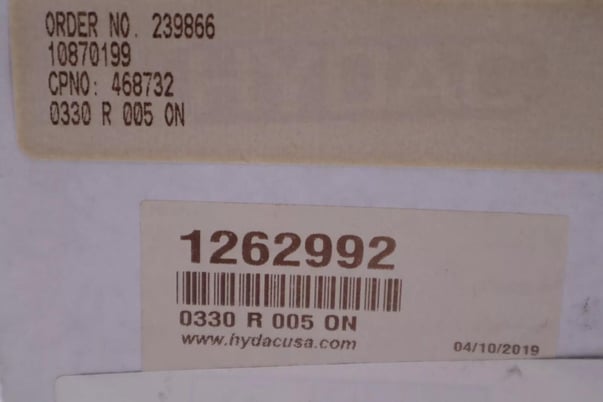 ORDER NO. 239866
10870199
CPNO: 468732
0330 R 005 ON
1262992
0330 R 005 ON
www.hydacusa.com
04/10/2019